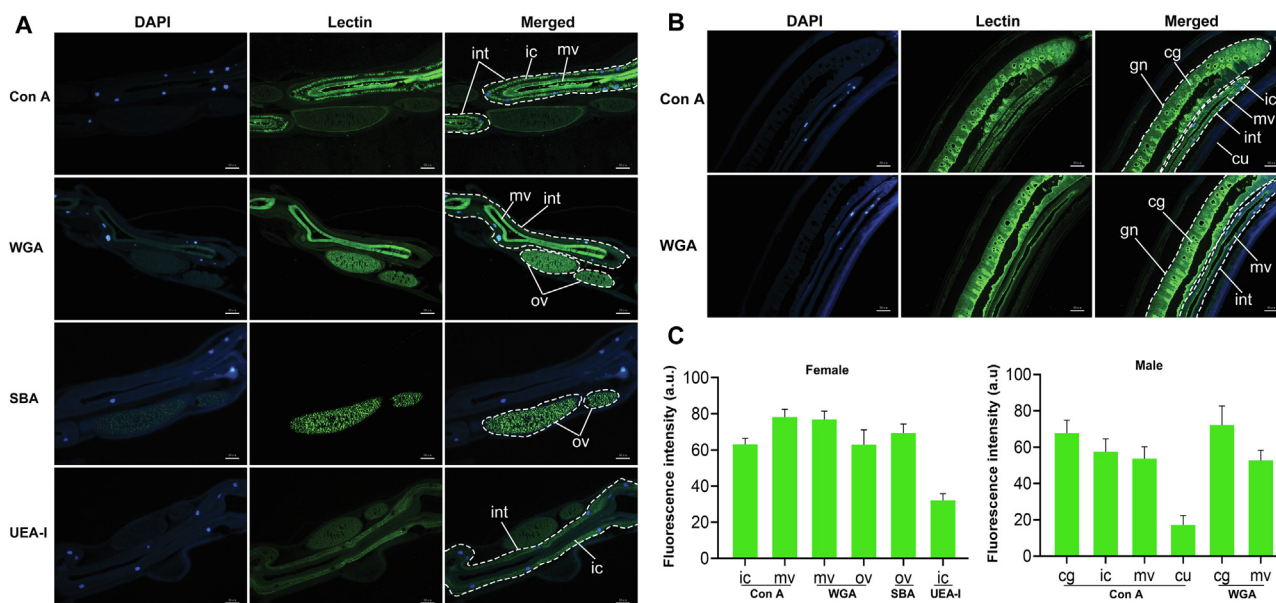 A
DAPI Lectin Merged
Con A
int ic mv
WGA
mv int
ov
SBA
ov
UEA-I
int
ic
B
DAPI Lectin Merged
Con A
gn cg ic
mv
int
cu
WGA
cg
gn
mv
int
C
Female
Fluorescence intensity (a.u.)
100
80
60
40
20
0
ic mv mv ov ov ic
Con A WGA SBA UEA-I
Male
Fluorescence intensity (a.u)
100
80
60
40
20
0
cg ic mv cu cg mv
Con A WGA